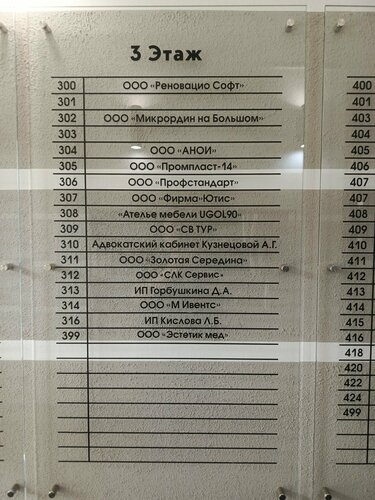 3 Этаж
300 ООО «Реновацио Софт»
301
302 ООО «Микрордин на Большом»
303
304 ООО «АНОИ»
305 ООО «Промпласт-14»
306 ООО «Профстандарт»
307 ООО «Фирма»Ютис»
308 «Ателье мебели UGOL90»
309 ООО «СВ ТУР»
310 Адвокатский кабинет Кузнецовой А.Г.
311 ООО «Золотая Середина»
312 ООО «СЛК Сервис»
313 ИП Горбушкина Д.А.
314 ООО «М Ивентс»
316 ИП Кислова Л.Б.
399 ООО «Эстетик мед»
400
401
403
404
405
406
407
407
408
409
410
411
412
413
414
415
416
418
420
422
424
499